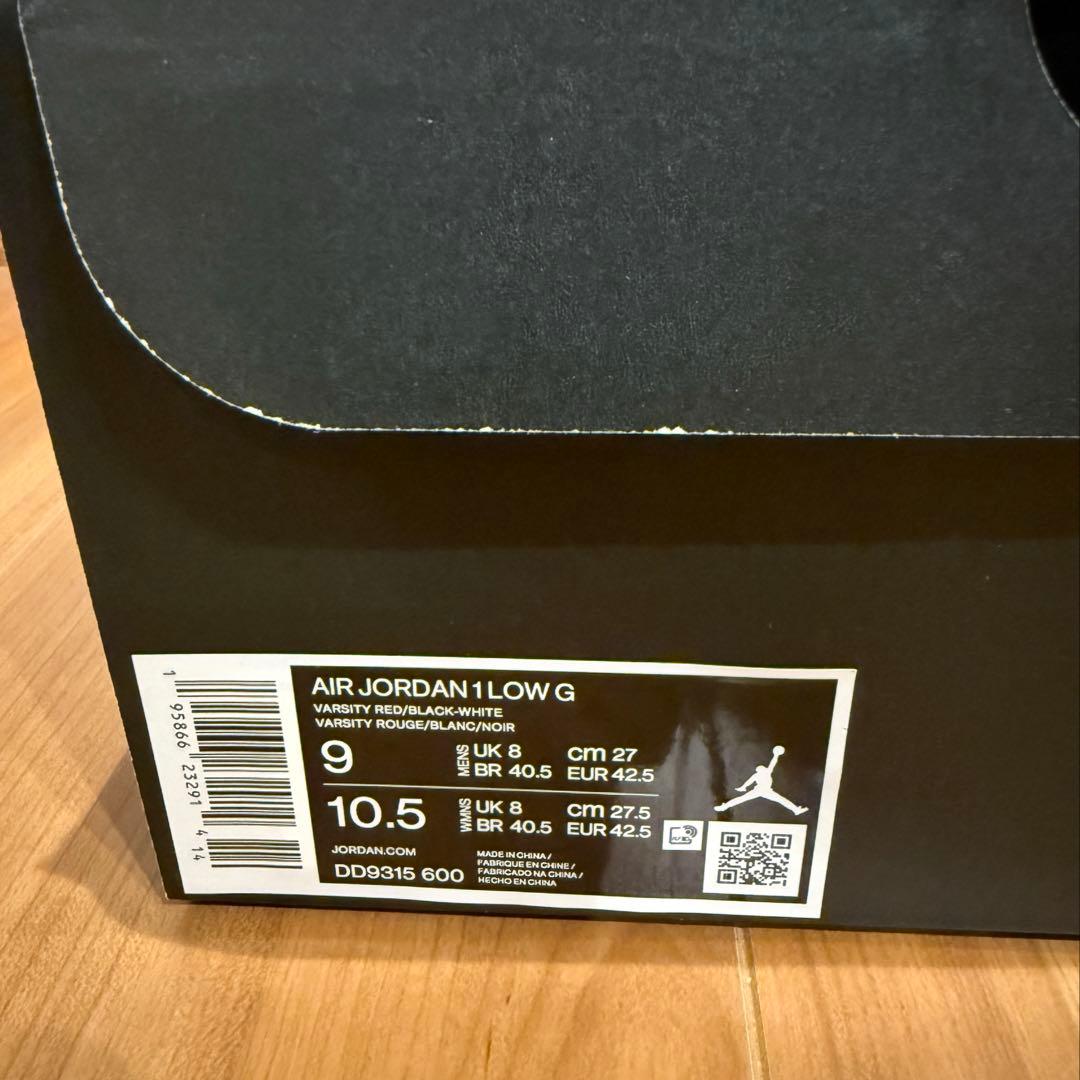 AIR JORDAN 1 LOW G
VARSITY RED/BLACK-WHITE
VARSITY ROUGE/BLANC/NOIR
9 MENS UK 8 cm 27
BR 40.5 EUR 42.5
10.5 WMNS UK 8 cm 27.5
BR 40.5 EUR 42.5
JORDAN.COM
DD9315 600
MADE IN CHINA /
FABRIQUE EN CHINE /
FABRICADO NA CHINA /
HECHO EN CHINA
1 95866 23291 4 14